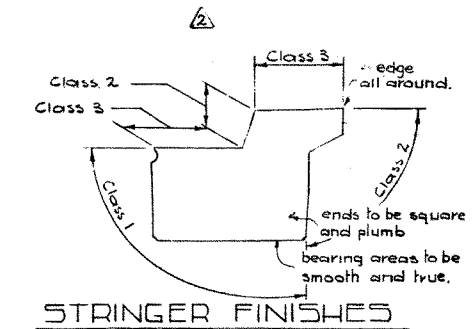 2
Class 3
Class 2
Class 3
edge
all around.
Class 1
Class 2
ends to be square
and plumb
bearing areas to be
smooth and true.
STRINGER FINISHES